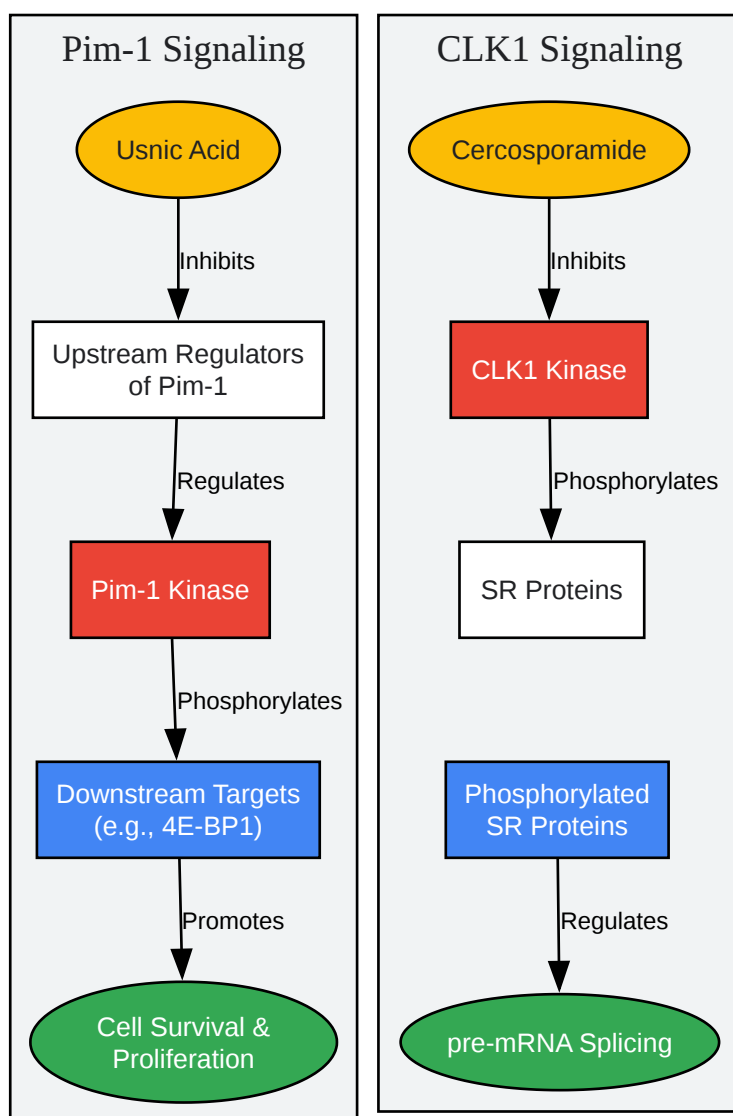 Pim-1 Signaling
Usnic Acid
Inhibits
Upstream Regulators
of Pim-1
Regulates
Pim-1 Kinase
Phosphorylates
Downstream Targets
(e.g., 4E-BP1)
Promotes
Cell Survival &
Proliferation
CLK1 Signaling
Cercosporamide
Inhibits
CLK1 Kinase
Phosphorylates
SR Proteins
Phosphorylated
SR Proteins
Regulates
pre-mRNA Splicing